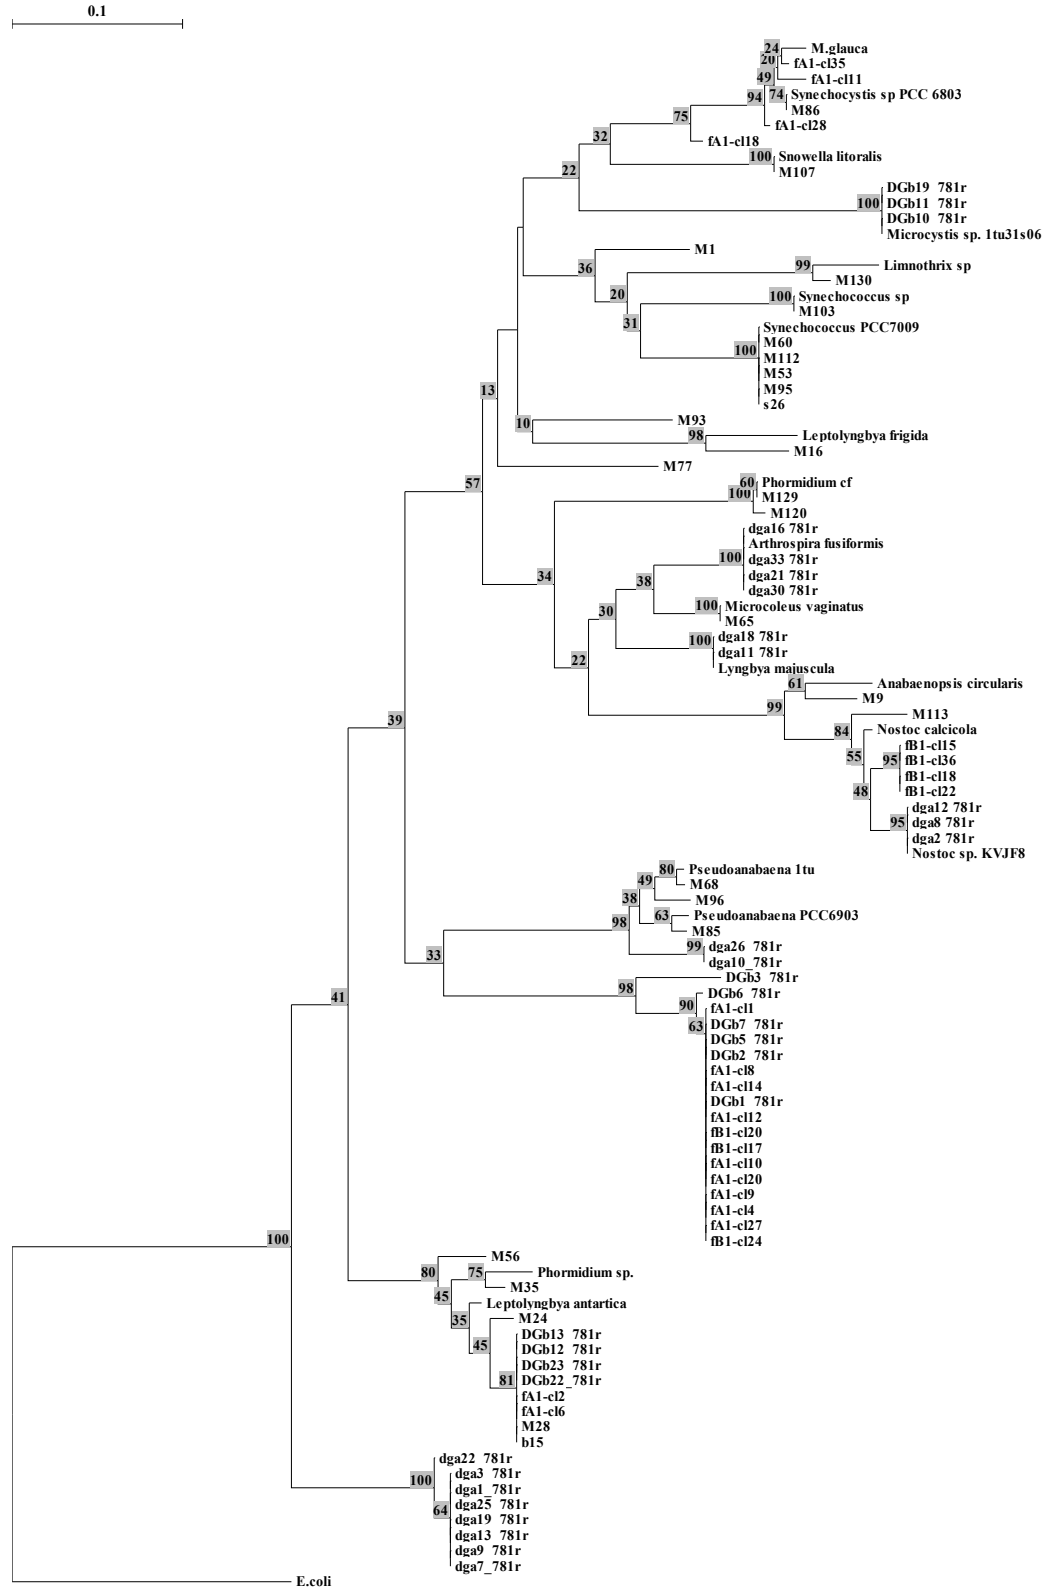 0.1
24
M.glauca
20
fA1-cl35
fA1-cl11
49
94
74
Synechocystis sp PCC 6803
M86
fA1-cl28
75
fA1-cl18
32
100
Snowella litoralis
M107
22
DGb19 781r
DGb11 781r
100
DGb10 781r
Microcystis sp. 1tu31s06
M1
36
99
Limnothrix sp
M130
20
100
Synechococcus sp
M103
31
Synechococcus PCC7009
M60
100
M112
M53
M95
s26
13
10
M93
98
Leptolyngbya frigida
M16
M77
57
60
Phormidium cf
100
M129
M120
dga16 781r
Arthrospira fusiformis
100
dga33 781r
dga21 781r
dga30 781r
34
38
100
Microcoleus vaginatus
M65
30
100
dga18 781r
dga11 781r
Lyngbya majuscula
22
61
Anabaenopsis circularis
M9
99
M113
84
Nostoc calcicola
55
fB1-cl15
95
fB1-cl36
fB1-cl18
48
fB1-cl22
dga12 781r
95
dga8 781r
dga2 781r
Nostoc sp. KVJF8
39
80
Pseudoanabaena 1tu
49
M68
38
M96
63
Pseudoanabaena PCC6903
98
M85
99
dga26 781r
dga10_781r
33
98
DGb3 781r
DGb6 781r
90
fA1-cl1
63
DGb7 781r
DGb5 781r
DGb2 781r
fA1-cl8
fA1-cl14
DGb1 781r
fA1-cl12
fB1-cl20
fB1-cl17
fA1-cl10
fA1-cl20
fA1-cl9
fA1-cl4
fA1-cl27
fB1-cl24
41
100
M56
80
75
Phormidium sp.
M35
45
Leptolyngbya antartica
35
M24
45
DGb13 781r
DGb12 781r
DGb23 781r
81
DGb22_781r
fA1-cl2
fA1-cl6
M28
b15
dga22 781r
100
dga3 781r
dga1_781r
64
dga25 781r
dga19 781r
dga13 781r
dga9 781r
dga7_781r
E.coli